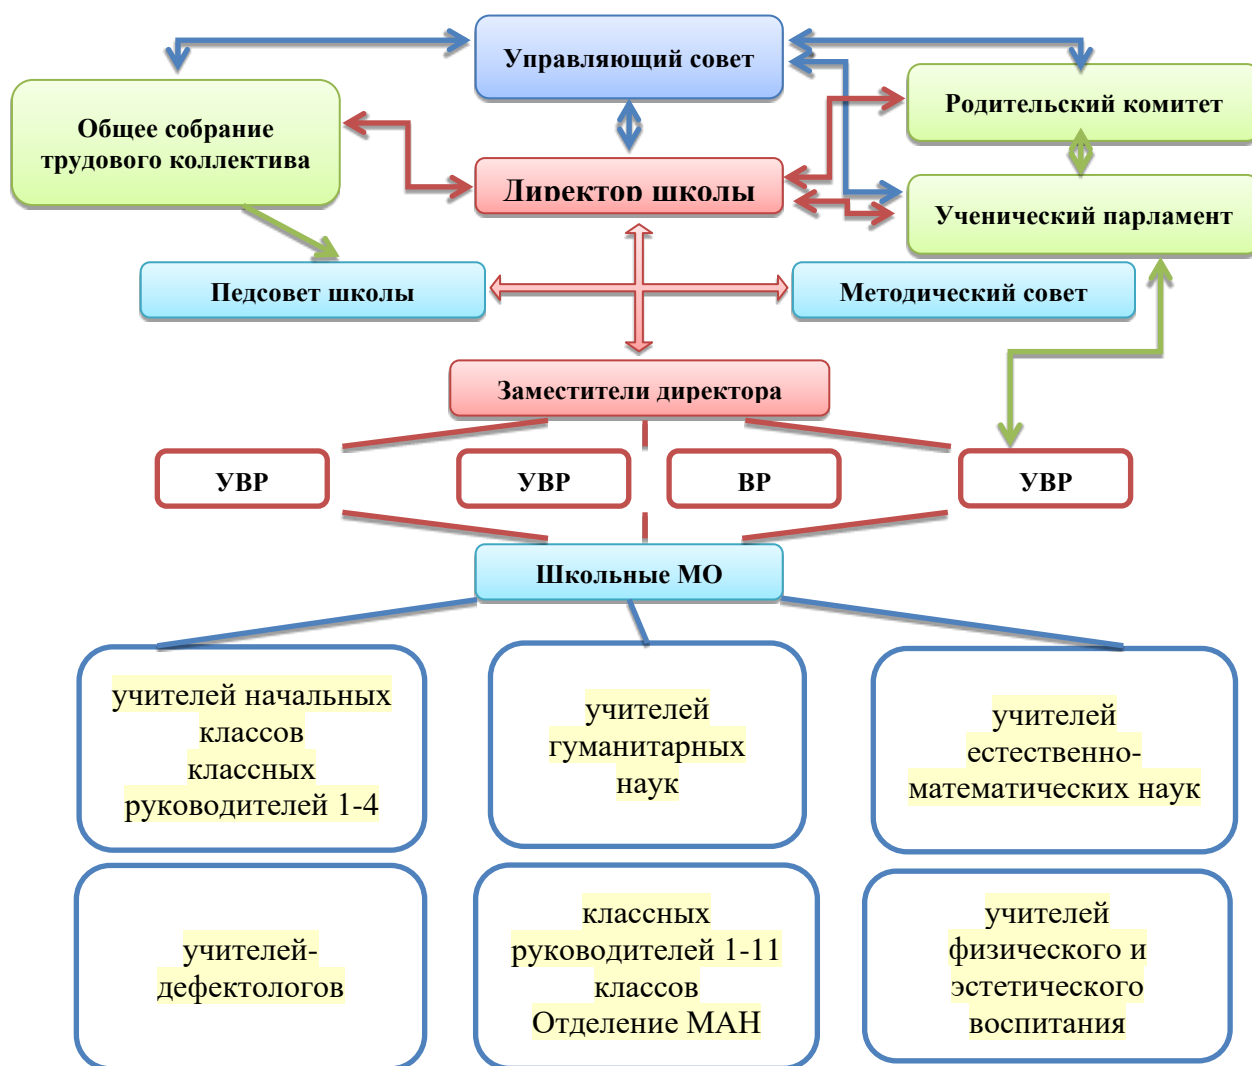 Управляющий совет
Общее собрание
трудового коллектива
Родительский комитет
Директор школы
Ученический парламент
Педсовет школы
Методический совет
Заместители директора
УВР
УВР
ВР
УВР
Школьные МО
учителей начальных
классов
классных
руководителей 1-4
учителей
гуманитарных
наук
учителей
естественно-
математических наук
учителей-
дефектологов
классных
руководителей 1-11
классов
Отделение МАН
учителей
физического и
эстетического
воспитания